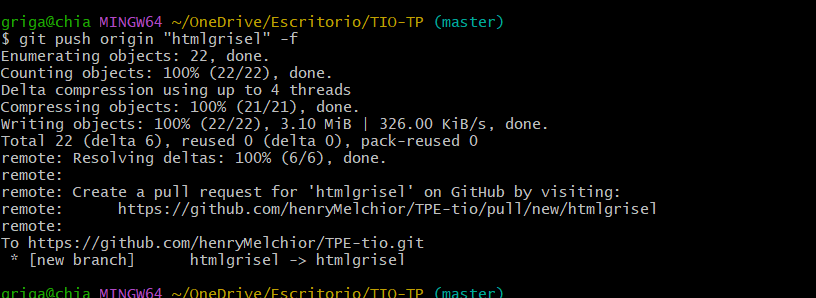 griga@chia MINGW64 ~/OneDrive/Escritorio/TIO-TP (master)
$ git push origin "htmlgrisel" -f
Enumerating objects: 22, done.
Counting objects: 100% (22/22), done.
Delta compression using up to 4 threads
Compressing objects: 100% (21/21), done.
Writing objects: 100% (22/22), 3.10 MiB | 326.00 KiB/s, done.
Total 22 (delta 6), reused 0 (delta 0), pack-reused 0
remote: Resolving deltas: 100% (6/6), done.
remote:
remote: Create a pull request for 'htmlgrisel' on GitHub by visiting:
remote:      https://github.com/henryMelchior/TPE-tio/pull/new/htmlgrisel
remote:
To https://github.com/henryMelchior/TPE-tio.git
 * [new branch]      htmlgrisel -> htmlgrisel
griga@chia MINGW64 ~/OneDrive/Escritorio/TIO-TP (master)